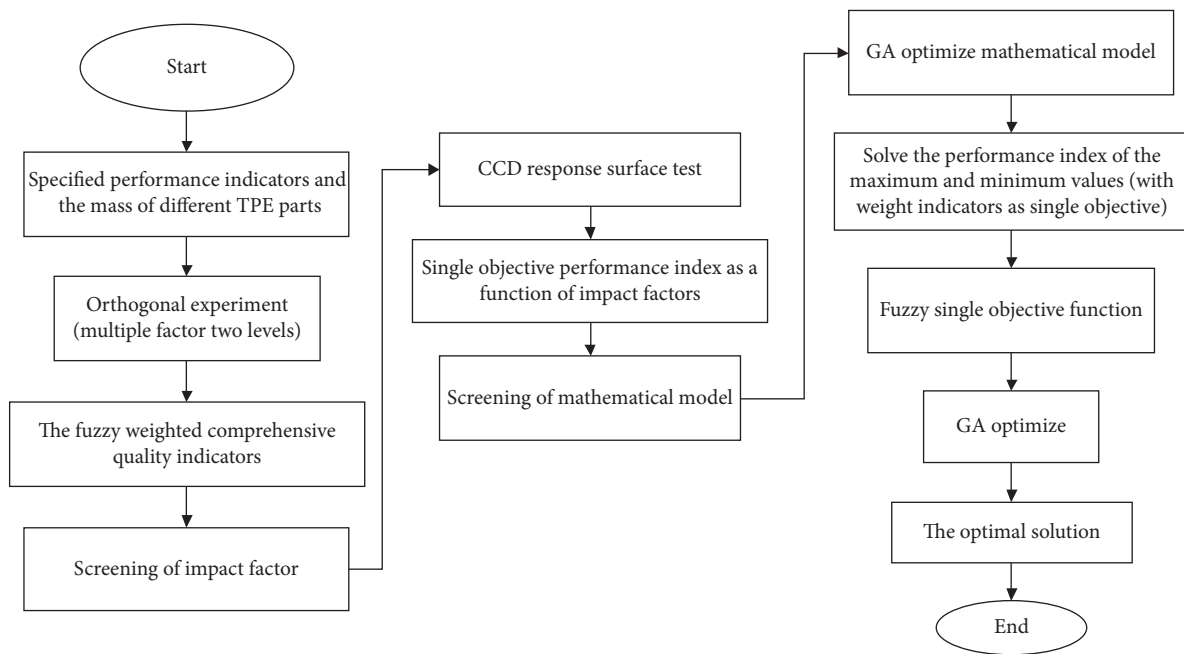 Start
Specified performance indicators and
the mass of different TPE parts
Orthogonal experiment
(multiple factor two levels)
The fuzzy weighted comprehensive
quality indicators
Screening of impact factor
CCD response surface test
Single objective performance index as a
function of impact factors
Screening of mathematical model
GA optimize mathematical model
Solve the performance index of the
maximum and minimum values (with
weight indicators as single objective)
Fuzzy single objective function
GA optimize
The optimal solution
End